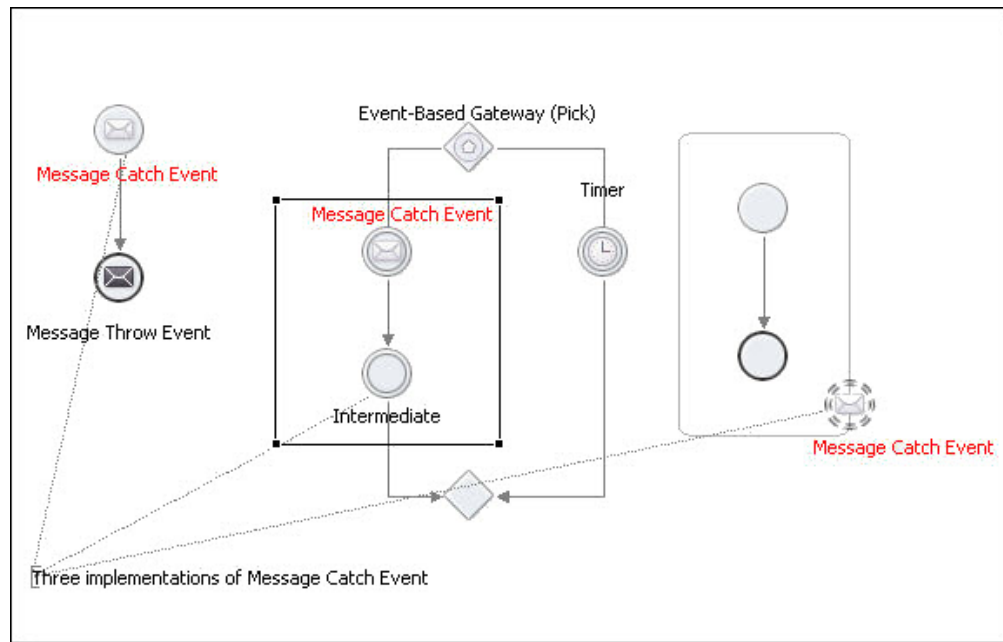 Event-Based Gateway (Pick)
Message Catch Event
Timer
Message Catch Event
Message Throw Event
Intermediate
Message Catch Event
Three implementations of Message Catch Event